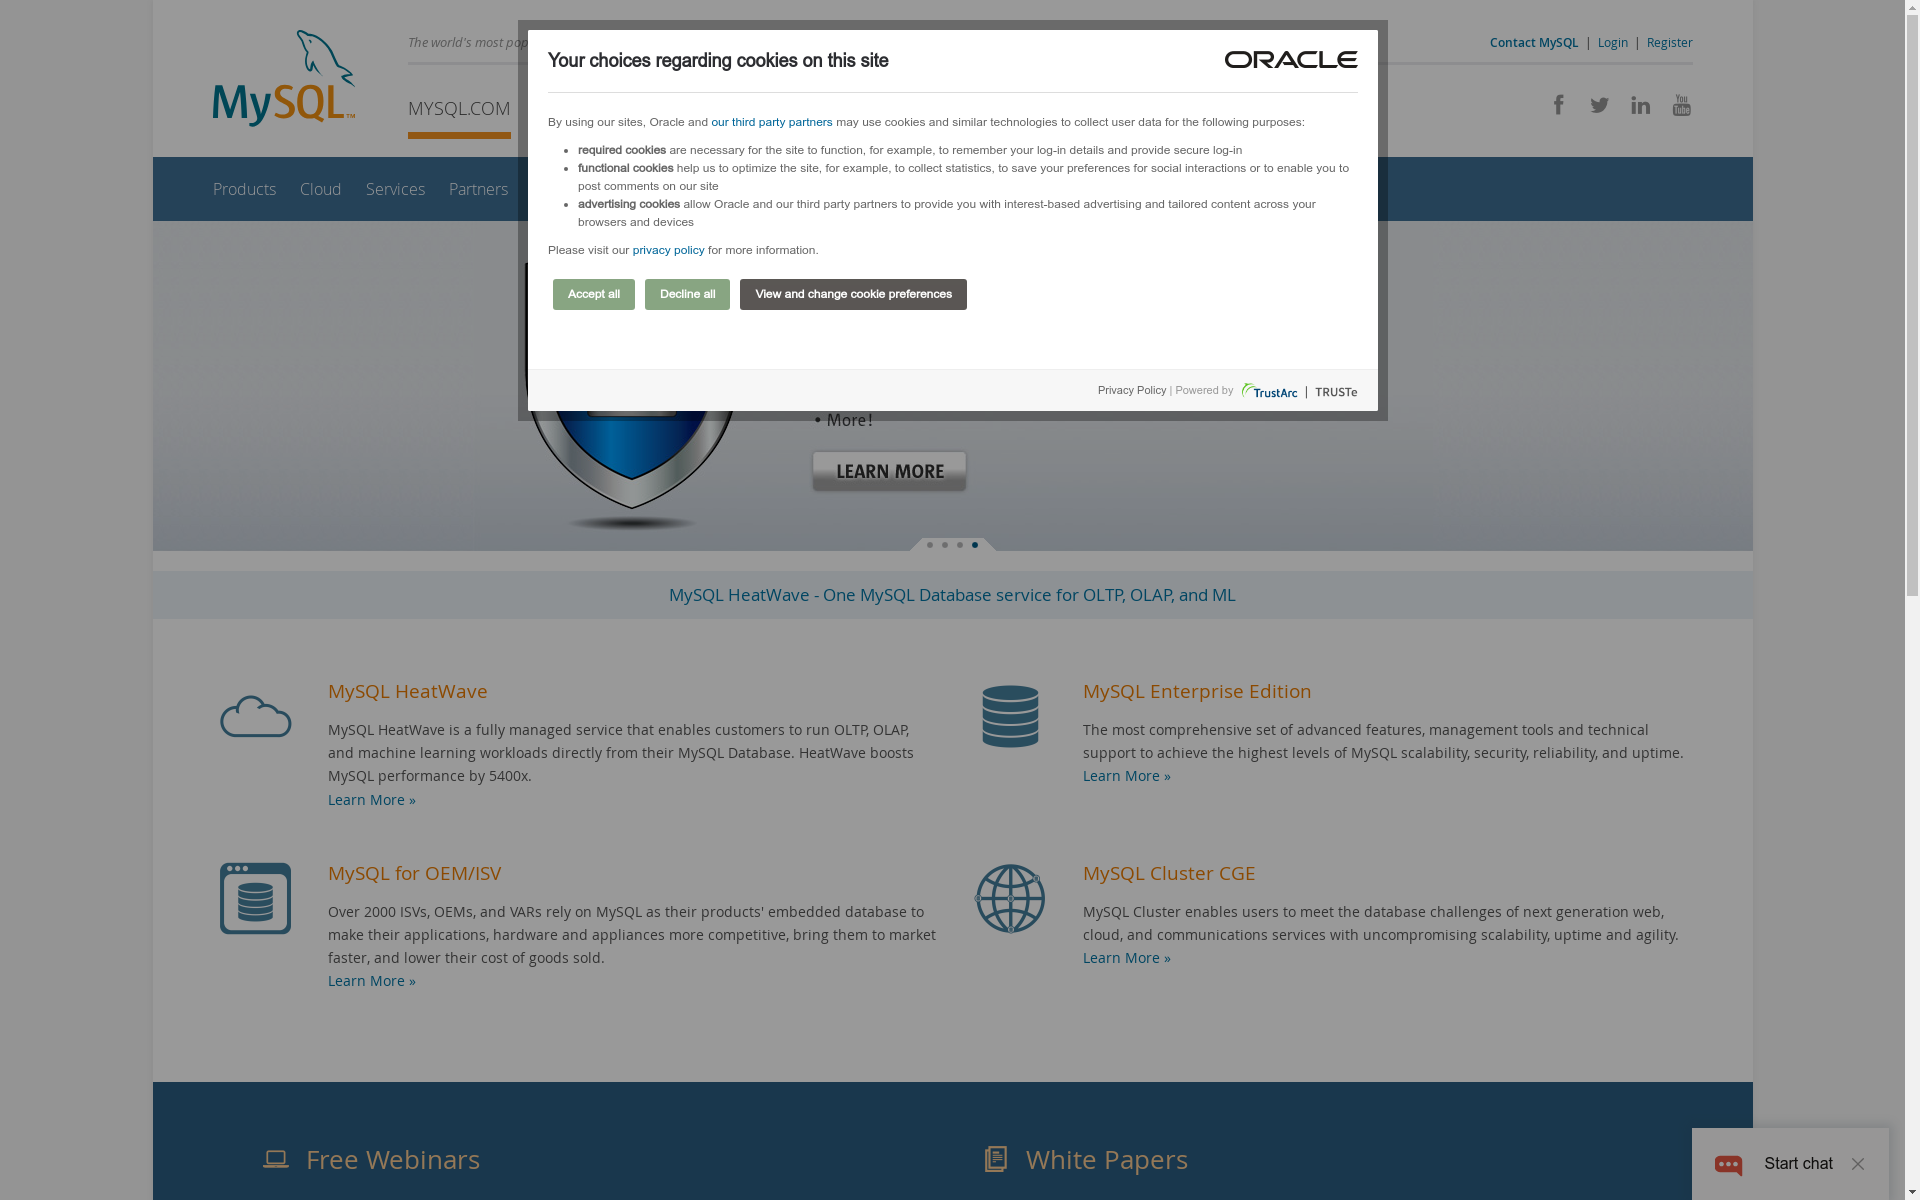 The world's most pop
Contact MySQL | Login | Register
MySQL™
MYSQL.COM
Products Cloud Services Partners
Your choices regarding cookies on this site
ORACLE
By using our sites, Oracle and our third party partners may use cookies and similar technologies to collect user data for the following purposes:
• required cookies are necessary for the site to function, for example, to remember your log-in details and provide secure log-in
• functional cookies help us to optimize the site, for example, to collect statistics, to save your preferences for social interactions or to enable you to
post comments on our site
• advertising cookies allow Oracle and our third party partners to provide you with interest-based advertising and tailored content across your
browsers and devices
Please visit our privacy policy for more information.
Accept all Decline all View and change cookie preferences
Privacy Policy | Powered by TrustArc | TRUSTe
• More!
LEARN MORE
MySQL HeatWave - One MySQL Database service for OLTP, OLAP, and ML
MySQL HeatWave
MySQL HeatWave is a fully managed service that enables customers to run OLTP, OLAP,
and machine learning workloads directly from their MySQL Database. HeatWave boosts
MySQL performance by 5400x.
Learn More »
MySQL Enterprise Edition
The most comprehensive set of advanced features, management tools and technical
support to achieve the highest levels of MySQL scalability, security, reliability, and uptime.
Learn More »
MySQL for OEM/ISV
Over 2000 ISVs, OEMs, and VARs rely on MySQL as their products' embedded database to
make their applications, hardware and appliances more competitive, bring them to market
faster, and lower their cost of goods sold.
Learn More »
MySQL Cluster CGE
MySQL Cluster enables users to meet the database challenges of next generation web,
cloud, and communications services with uncompromising scalability, uptime and agility.
Learn More »
Free Webinars
White Papers
Start chat
You
Tube